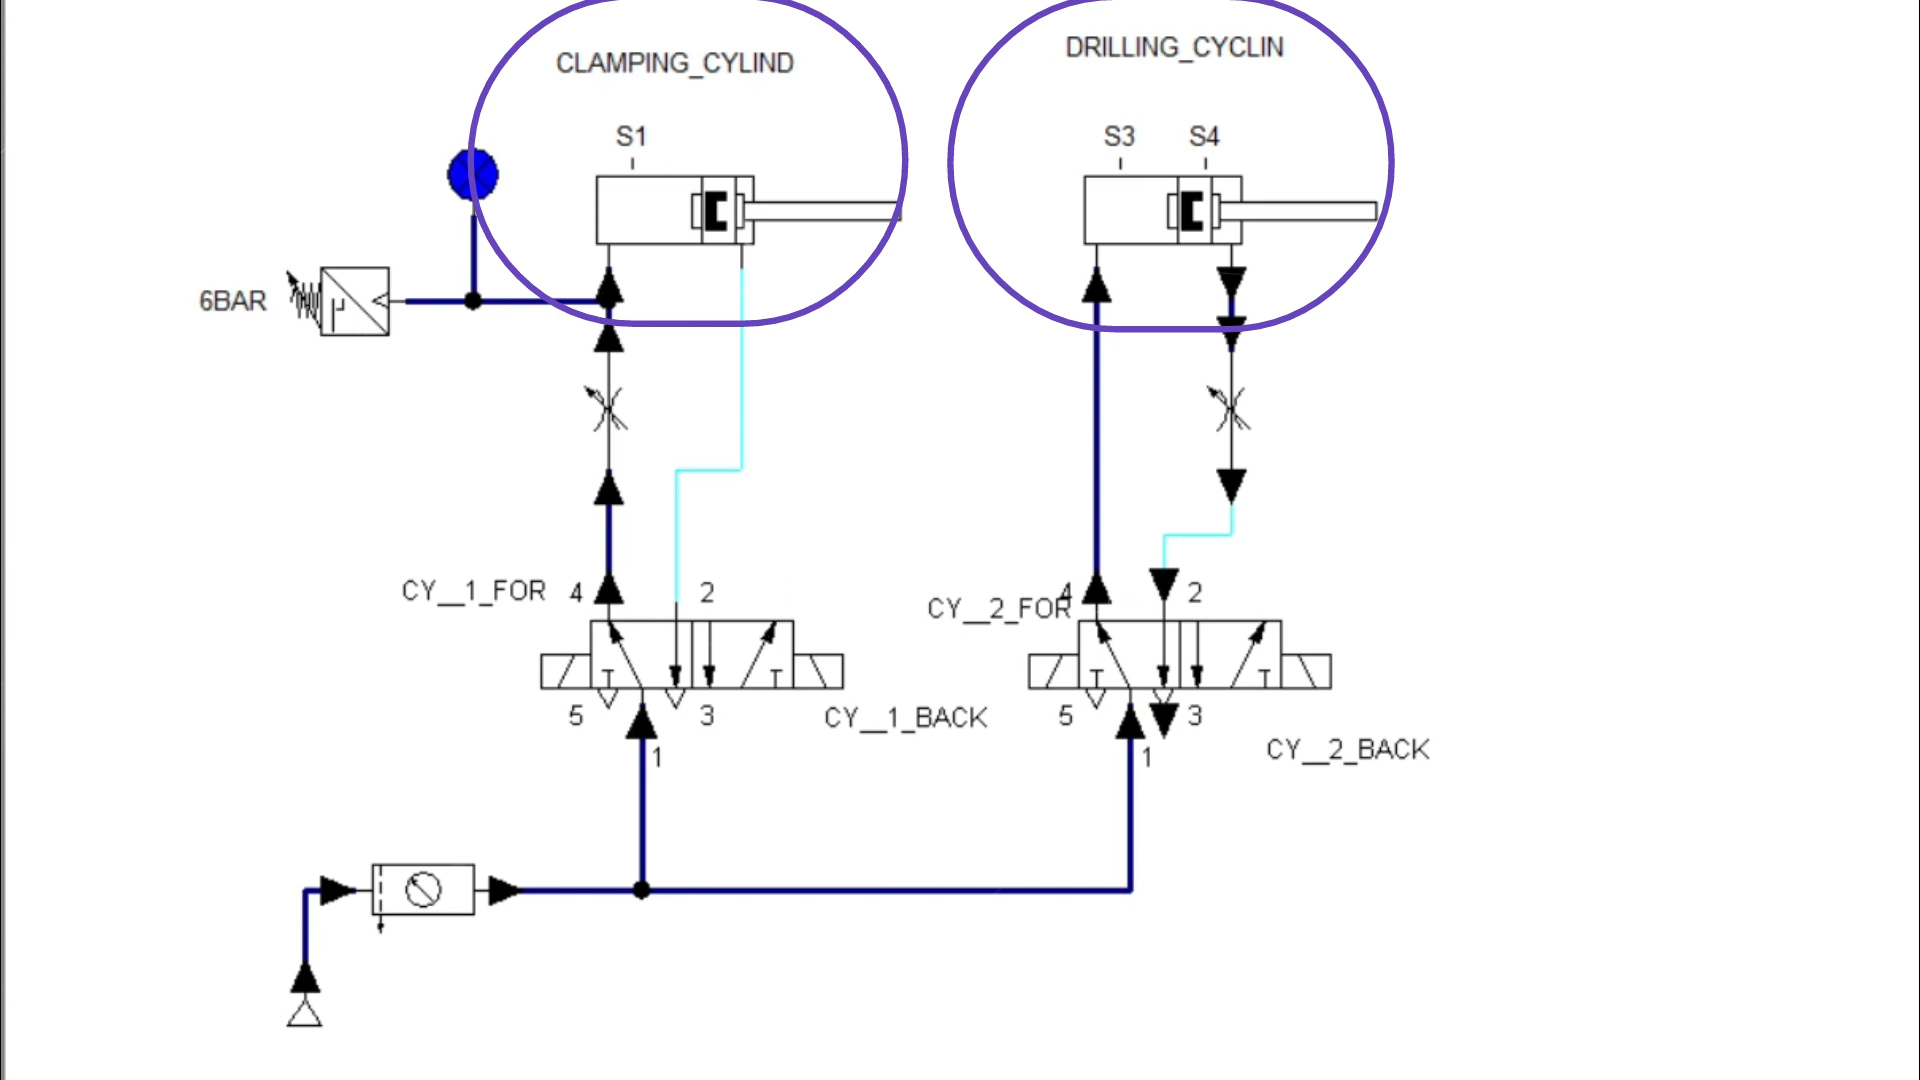 CLAMPING_CYLIND
DRILLING_CYCLIN
S1
S3 S4
6BAR
CY__1_FOR 4 2
CY__2_FOR 4 2
5 3
CY__1_BACK
1
5 3
1
CY__2_BACK